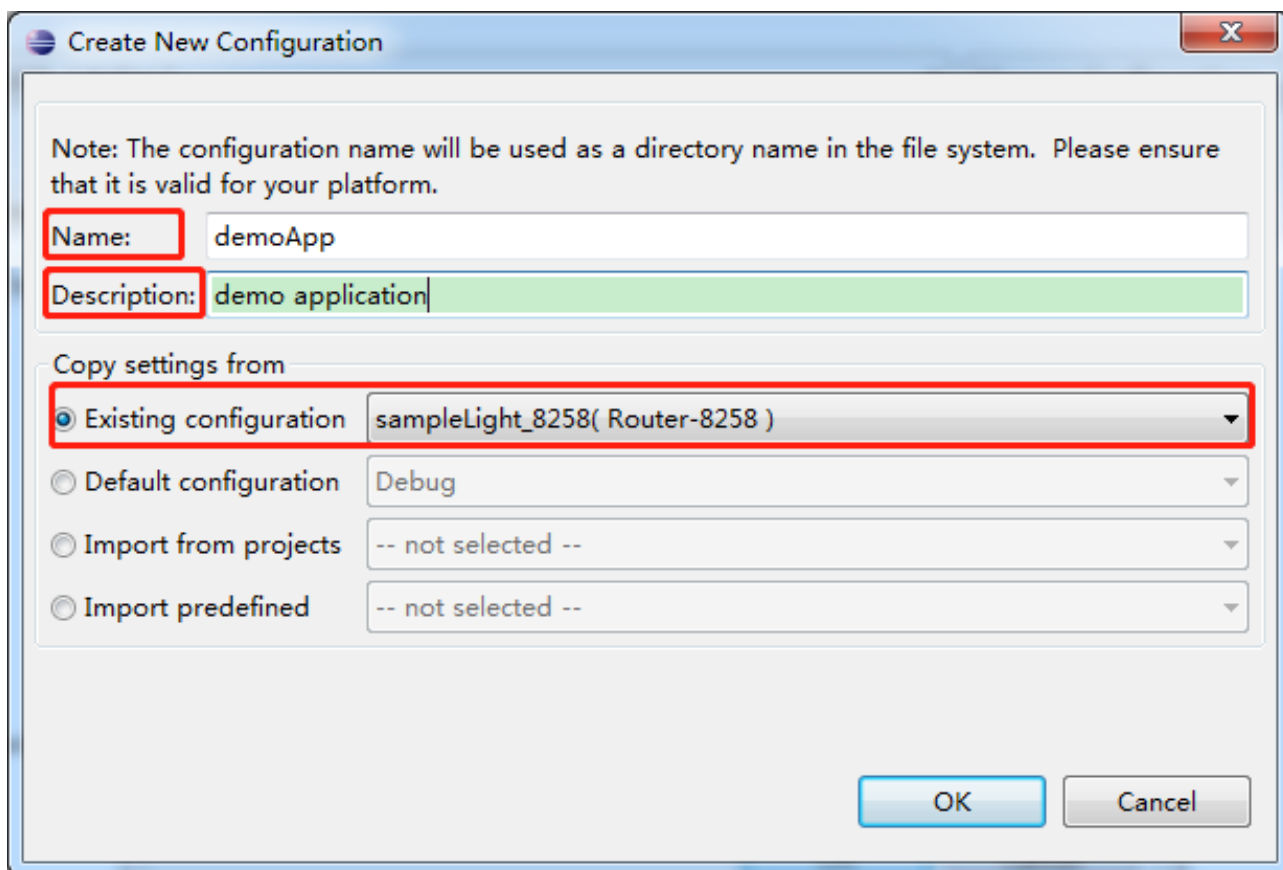 Create New Configuration
Note: The configuration name will be used as a directory name in the file system.  Please ensure
that it is valid for your platform.
Name: demoApp
Description: demo application
Copy settings from
Existing configuration sampleLight_8258( Router-8258 )
Default configuration Debug
Import from projects -- not selected --
Import predefined -- not selected --
OK Cancel